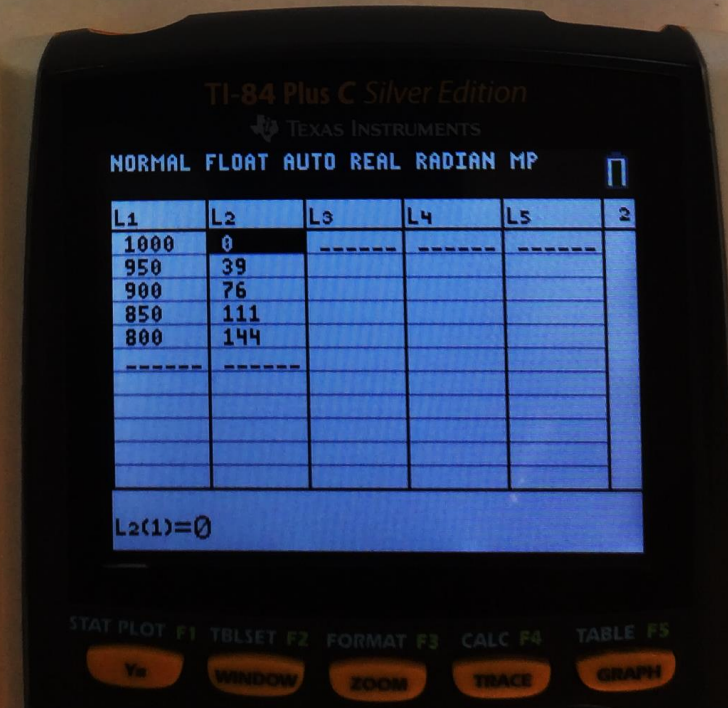 TI-84 Plus C Silver Edition
TEXAS INSTRUMENTS
NORMAL FLOAT AUTO REAL RADIAN MP
L1 L2 L3 L4 L5 2
1000 0 ------ ------ ------
950 39
900 76
850 111
800 144
------ ------
L2(1)=0
STAT PLOT F1 TBLSET F2 FORMAT F3 CALC F4 TABLE F5
Y= WINDOW ZOOM TRACE GRAPH